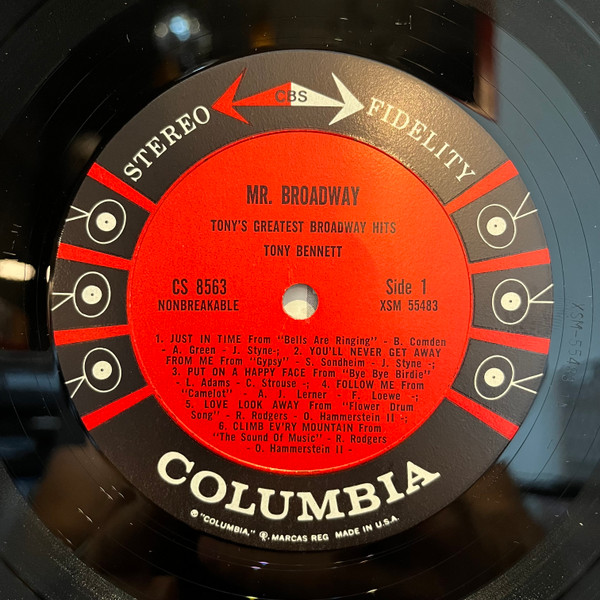 CBS
STEREO FIDELITY
MR. BROADWAY
TONY'S GREATEST BROADWAY HITS
TONY BENNETT
CS 8563 Side 1
NONBREAKABLE XSM 55483
1. JUST IN TIME From "Bells Are Ringing" - B. Comden
- A. Green - J. Styne -; 2. YOU'LL NEVER GET AWAY
FROM ME From "Gypsy" - S. Sondheim - J. Styne -;
3. PUT ON A HAPPY FACE From "Bye Bye Birdie"
- L. Adams - C. Strouse -; 4. FOLLOW ME From
"Camelot" - A. J. Lerner - F. Loewe -;
5. LOVE LOOK AWAY From "Flower Drum
Song" - R. Rodgers - O. Hammerstein II -;
6. CLIMB EV'RY MOUNTAIN From
"The Sound Of Music" - R. Rodgers
- O. Hammerstein II -
COLUMBIA
® "COLUMBIA," ⓟ, MARCAS REG MADE IN U.S.A.